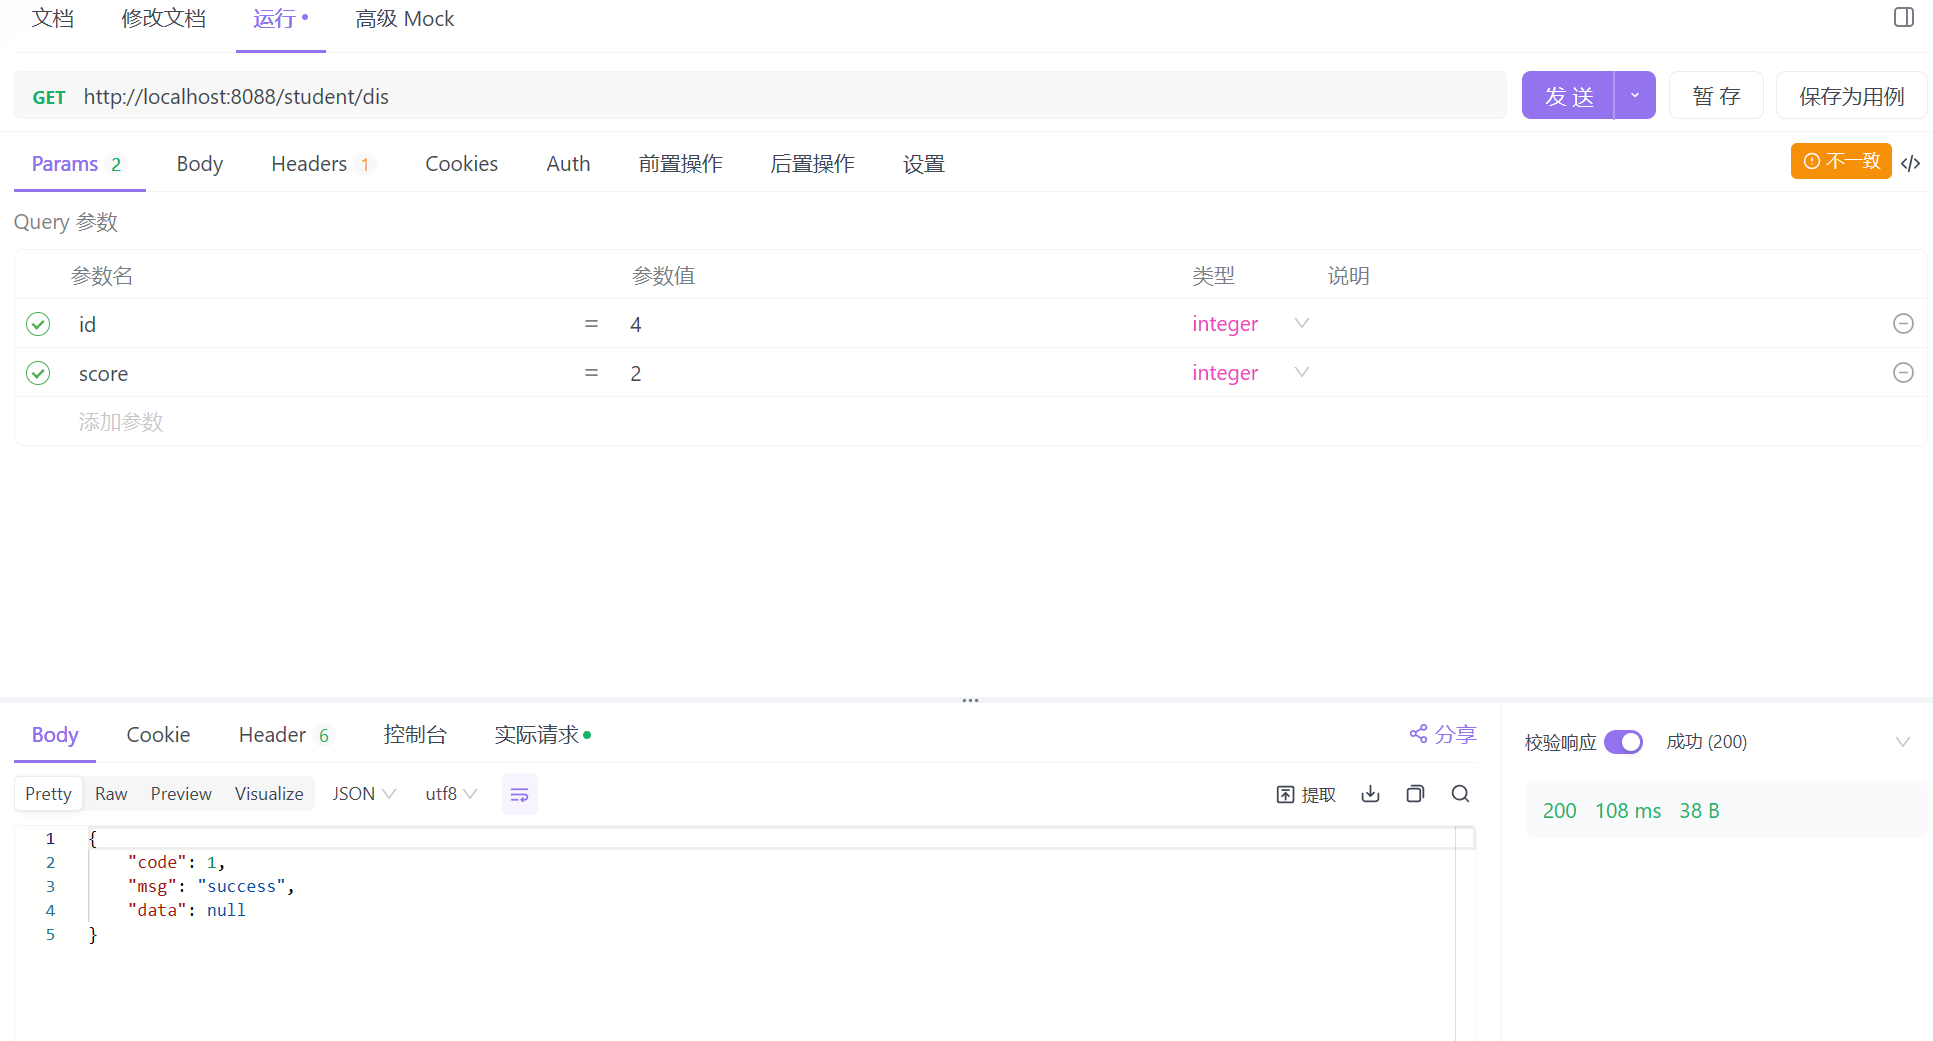 文档 修改文档 运行 高级 Mock
GET http://localhost:8088/student/dis 发 送 暂 存 保存为用例
Params 2 Body Headers 1 Cookies Auth 前置操作 后置操作 设置 不一致
Query 参数
参数名 参数值 类型 说明
id = 4 integer
score = 2 integer
添加参数
Body Cookie Header 6 控制台 实际请求 分享 校验响应 成功 (200)
Pretty Raw Preview Visualize JSON utf8 提取
200 108 ms 38 B
1 {
2 "code": 1,
3 "msg": "success",
4 "data": null
5 }